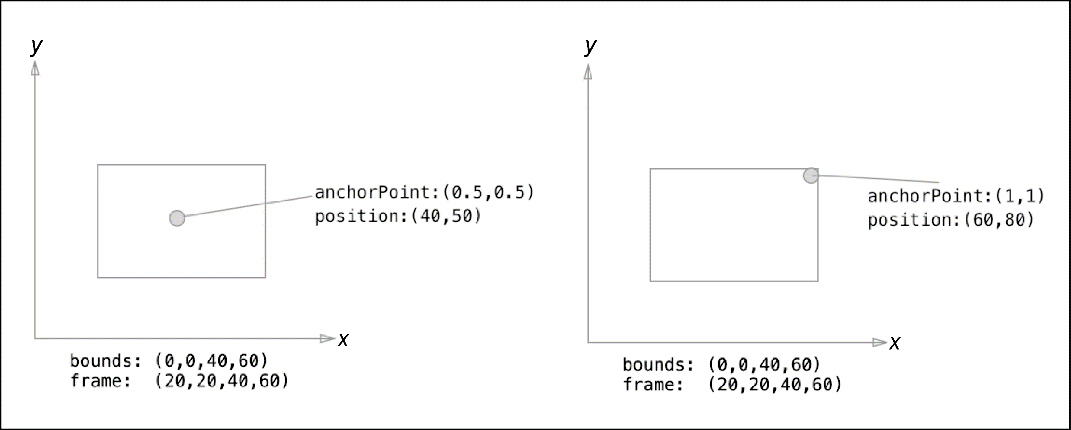 y
anchorPoint:(0.5,0.5)
position:(40,50)
x
bounds: (0,0,40,60)
frame:  (20,20,40,60)
y
anchorPoint:(1,1)
position:(60,80)
x
bounds: (0,0,40,60)
frame:  (20,20,40,60)